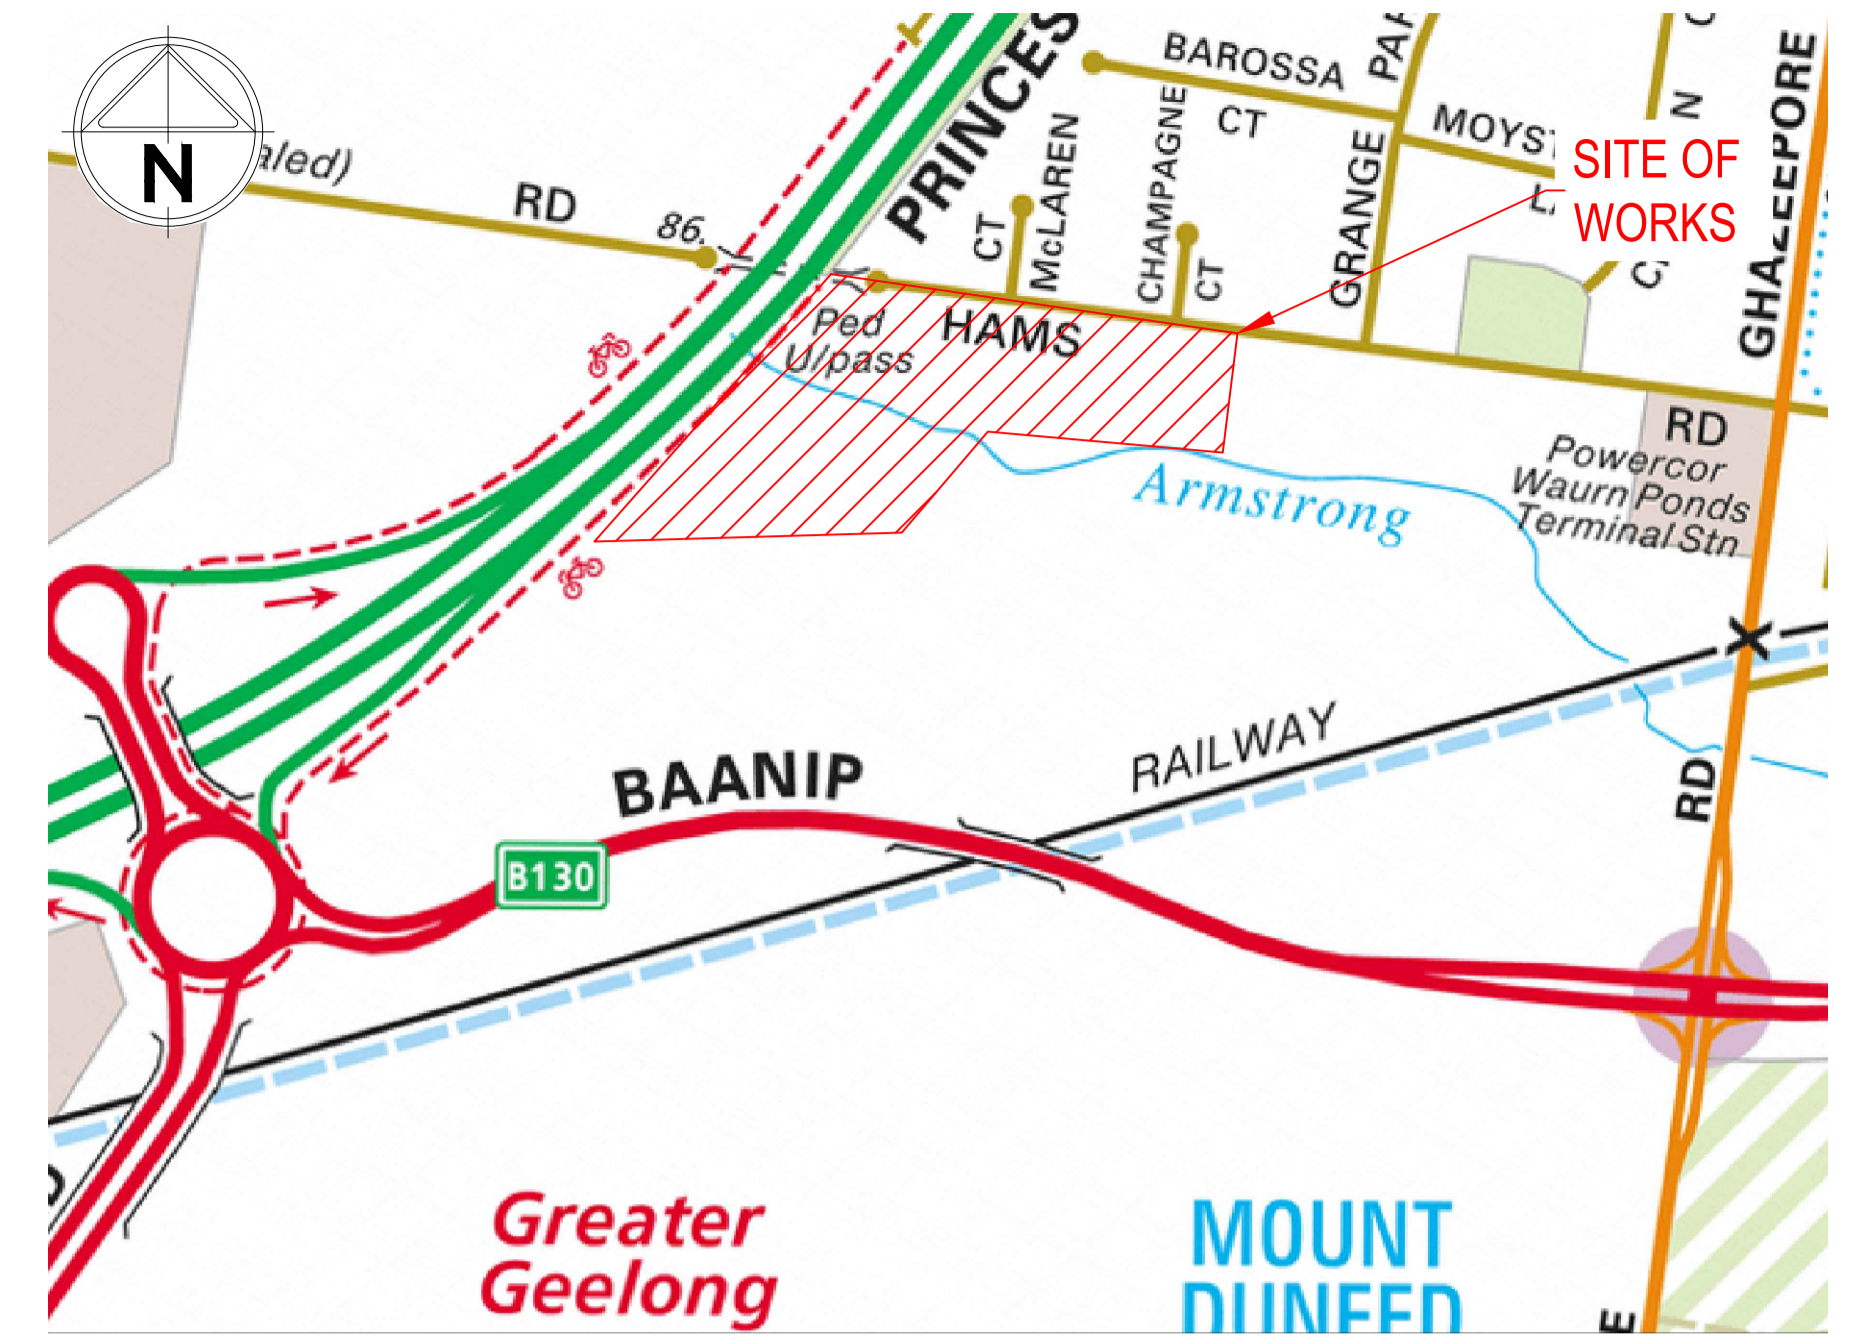 N
aled)
RD
86.
PRINCES
BAROSSA
CT
PAR
MOYST
GHAZEEPORE
SITE OF
WORKS
CT
McLAREN
CHAMPAGNE
CT
GRANGE
N
Ped
U/pass
HAMS
RD
Powercor
Waurn Ponds
Terminal Stn
Armstrong
RAILWAY
BAANIP
RD
B130
Greater
Geelong
MOUNT
DUNEED
E